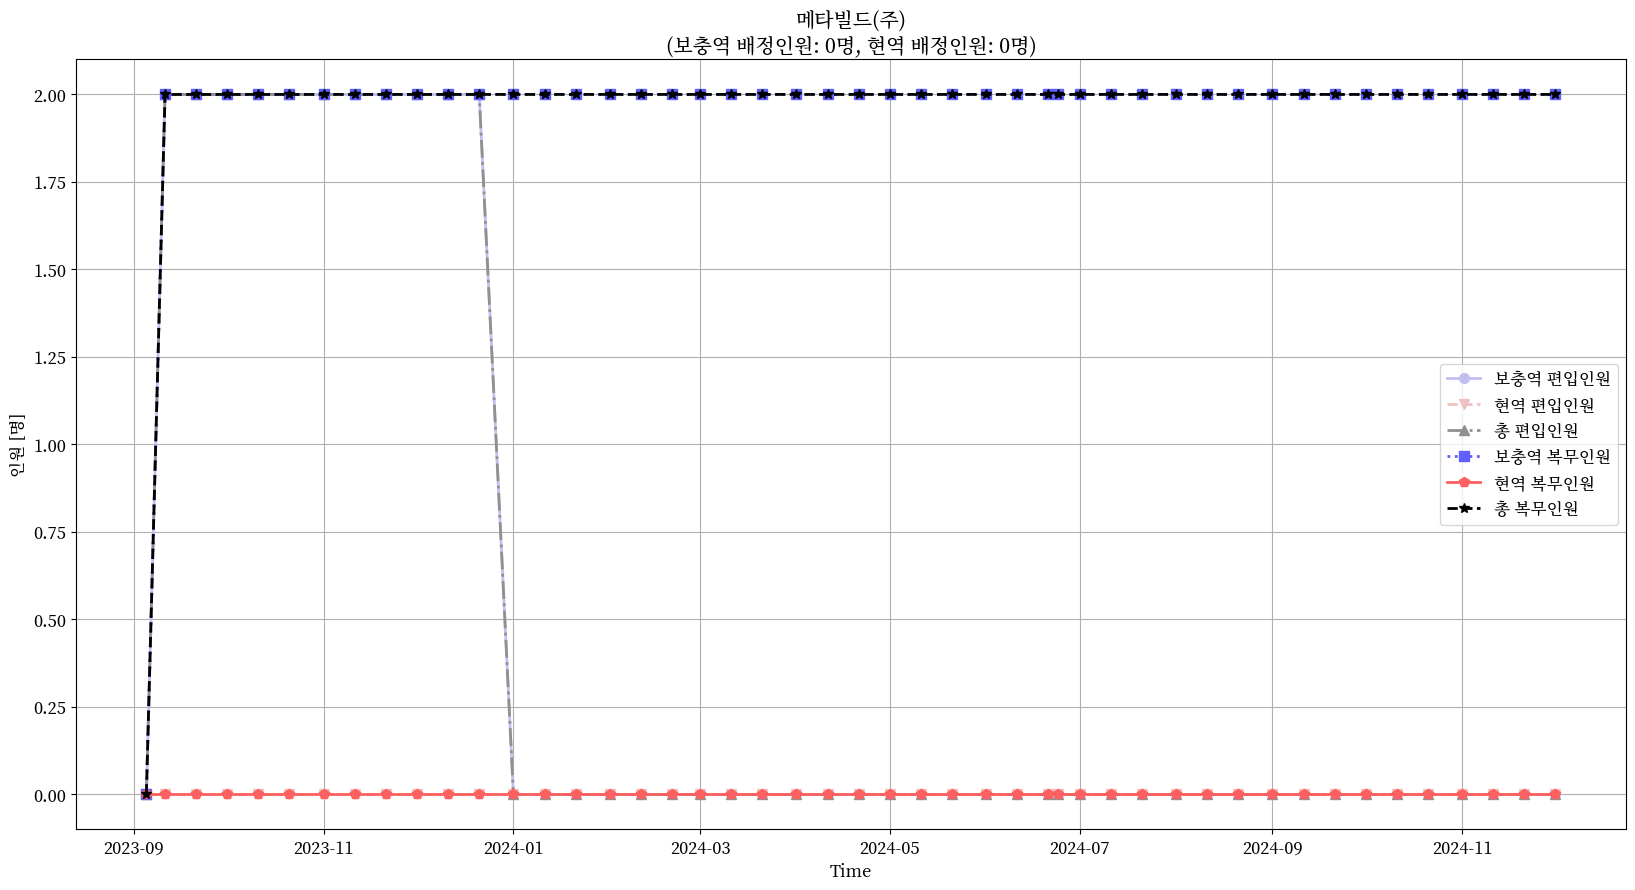 메타빌드(주)
(보충역 배정인원: 0명, 현역 배정인원: 0명)
인원 [명]
2.00
1.75
1.50
1.25
1.00
0.75
0.50
0.25
0.00
보충역 편입인원
현역 편입인원
총 편입인원
보충역 복무인원
현역 복무인원
총 복무인원
2023-09
2023-11
2024-01
2024-03
2024-05
2024-07
2024-09
2024-11
Time